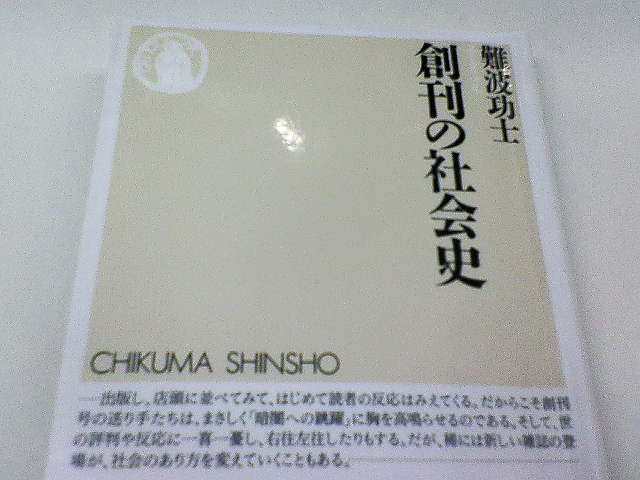 難波功士
創刊の社会史
CHIKUMA SHINSHO
──出版し、店頭に並べてみて、はじめて読者の反応はみえてくる。だからこそ創刊
号の送り手たちは、まさしく「暗闇への跳躍」に胸を高鳴らせるのである。そして、世
の評判や反応に一喜一憂し、右往左往したりもする。だが、稀には新しい雑誌の登
場が、社会のあり方を変えていくこともある。